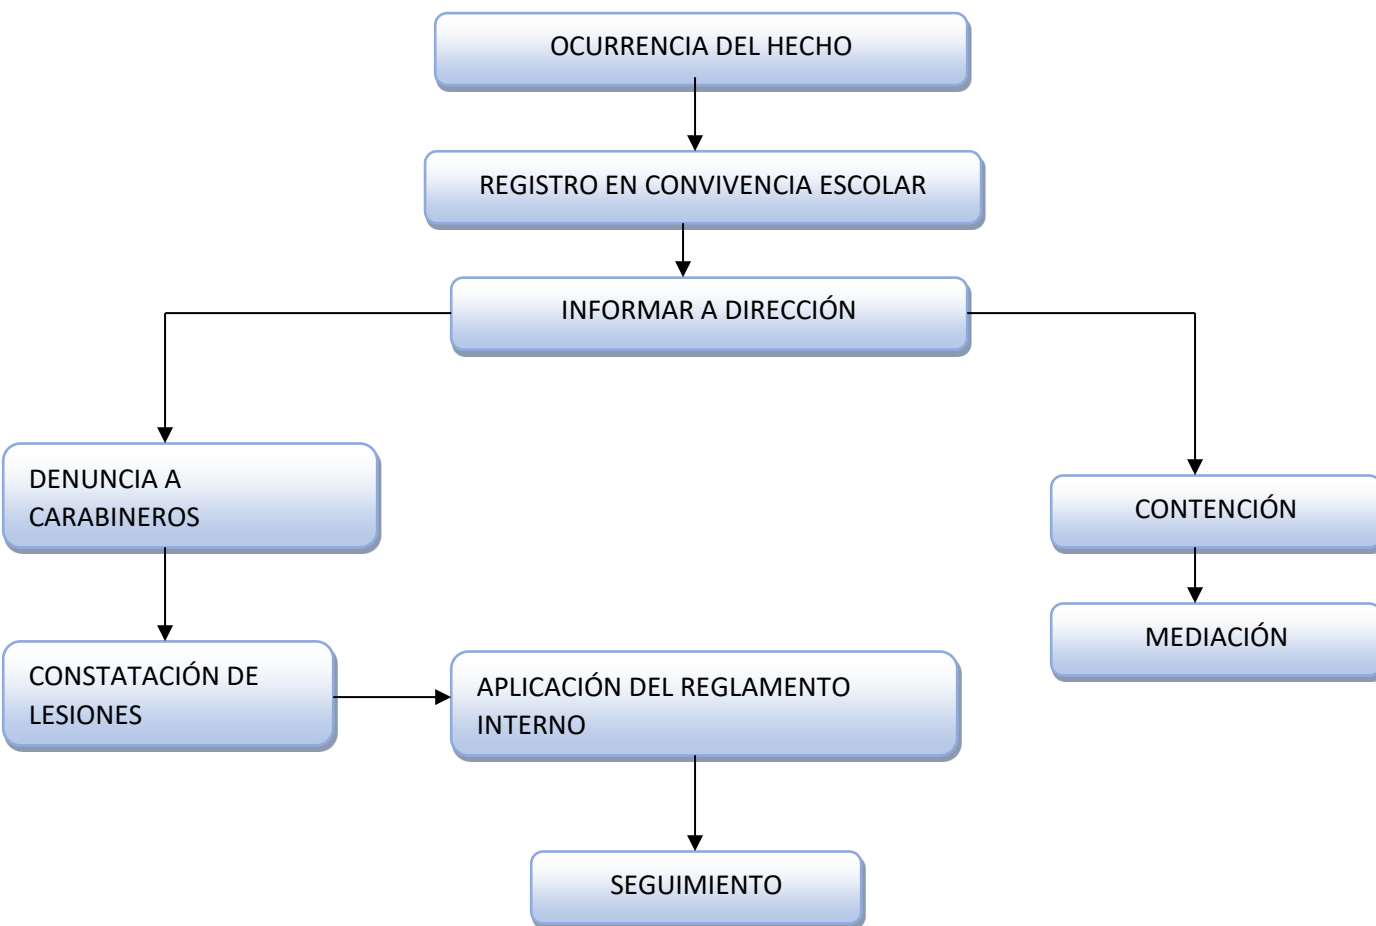 OCURRENCIA DEL HECHO
REGISTRO EN CONVIVENCIA ESCOLAR
INFORMAR A DIRECCIÓN
DENUNCIA A
CARABINEROS
CONTENCIÓN
MEDIACIÓN
CONSTATACIÓN DE
LESIONES
APLICACIÓN DEL REGLAMENTO
INTERNO
SEGUIMIENTO